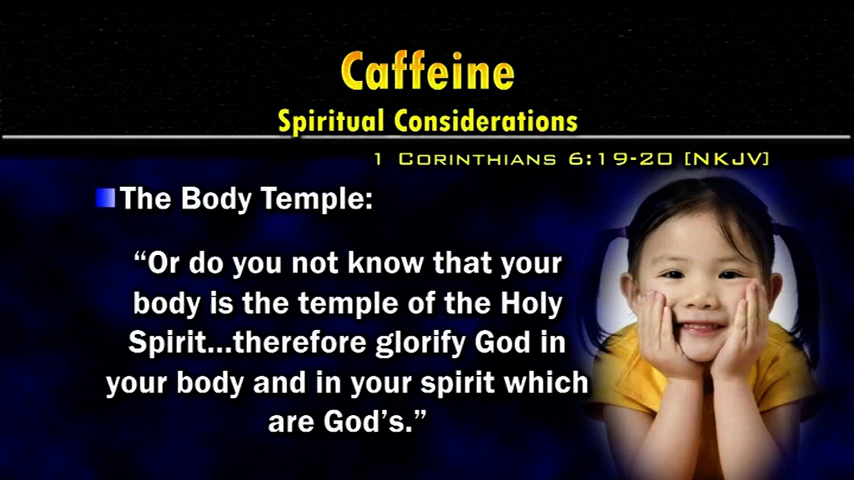 Caffeine
Spiritual Considerations
1 Corinthians 6:19-20 [NKJV]
The Body Temple:
“Or do you not know that your
body is the temple of the Holy
Spirit...therefore glorify God in
your body and in your spirit which
are God’s.”